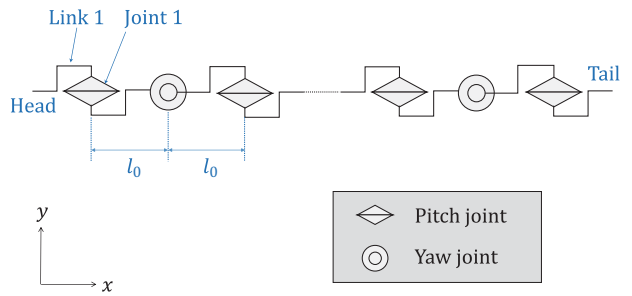 Link 1 Joint 1
Head
Tail
l₀ l₀
y
x
Pitch joint
Yaw joint